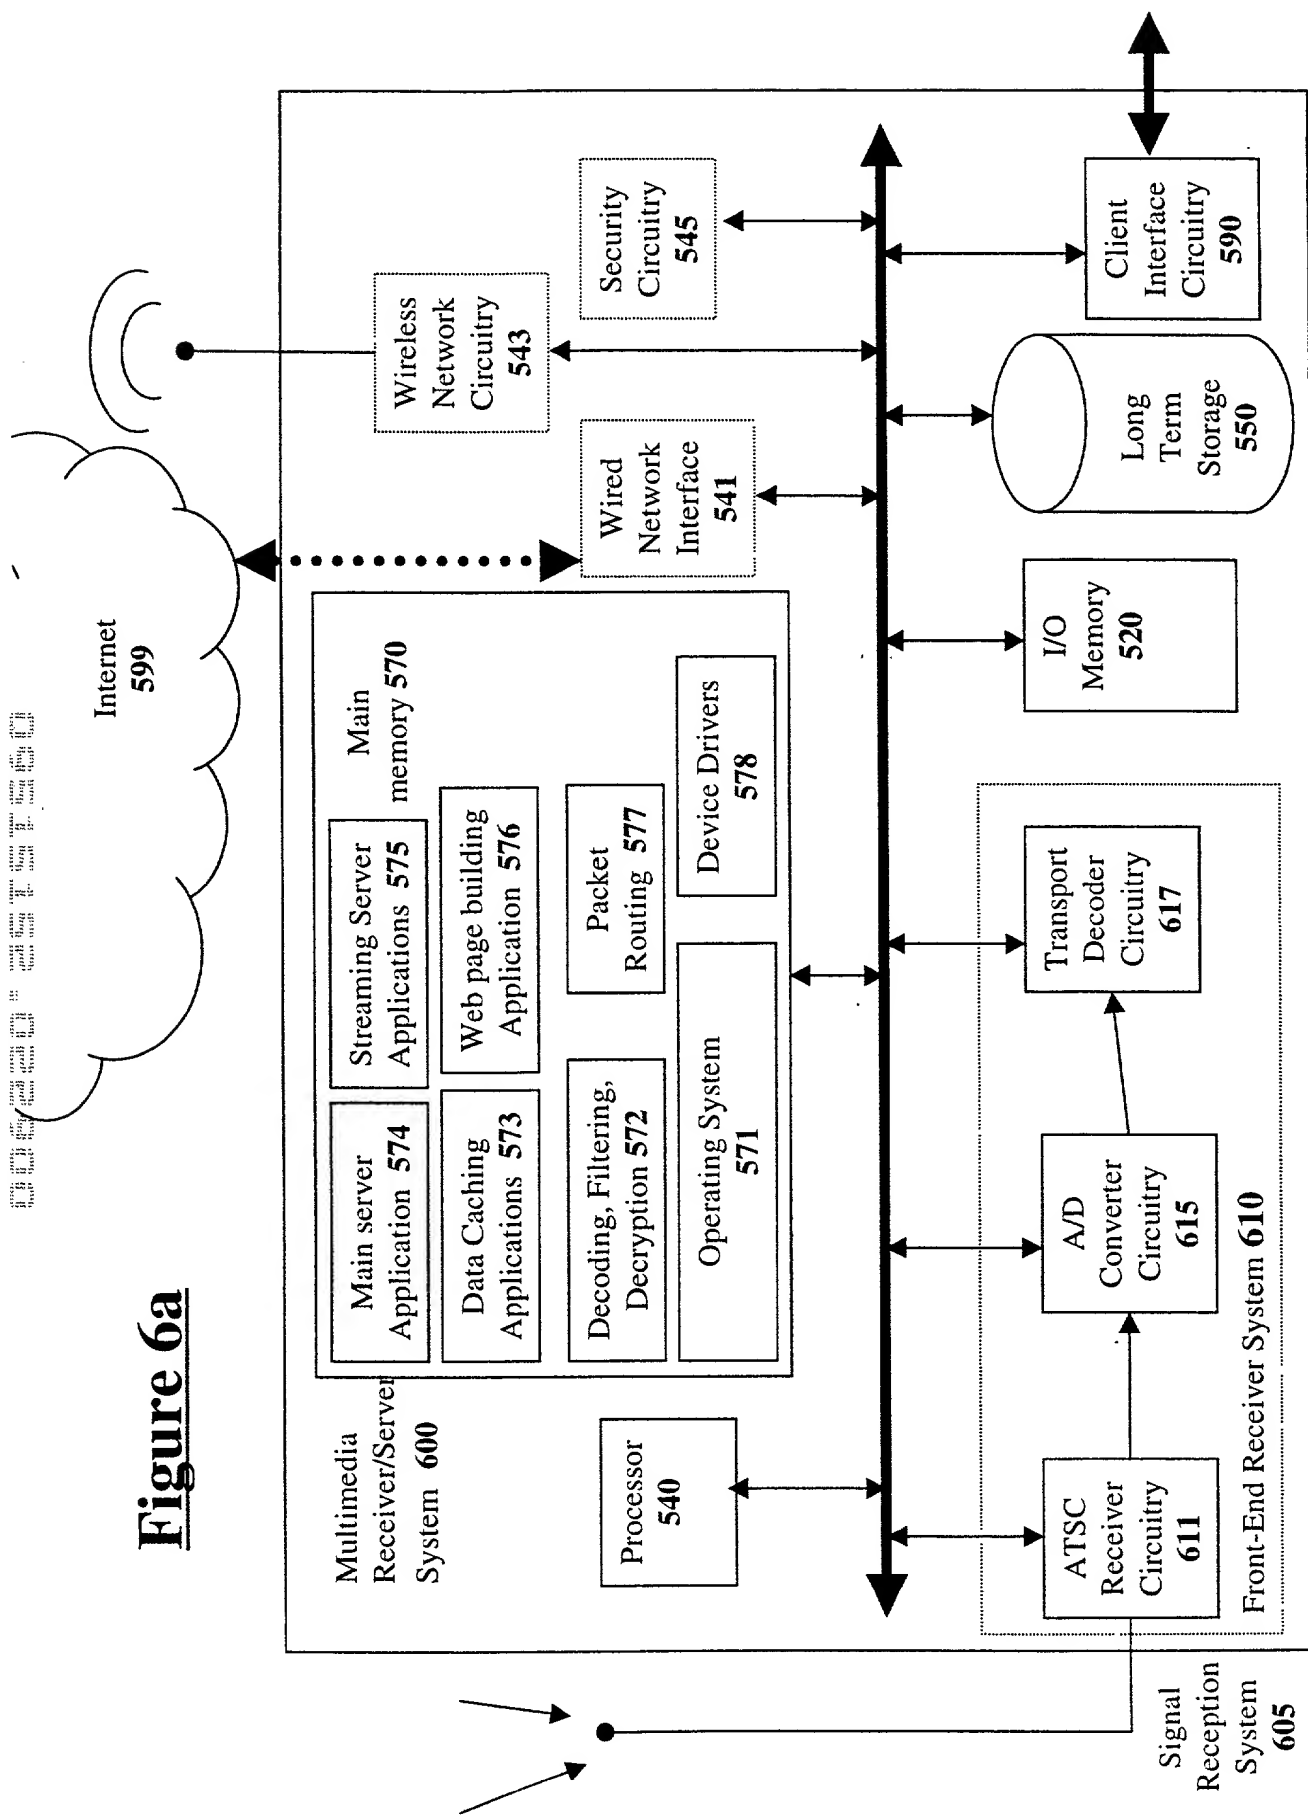 Figure 6a
Internet
599
Multimedia
Receiver/Server
System 600
Main server
Application 574
Streaming Server
Applications 575
Main
memory 570
Data Caching
Applications 573
Web page building
Application 576
Decoding, Filtering,
Decryption 572
Packet
Routing 577
Operating System
571
Device Drivers
578
Wireless
Network
Circuitry
543
Wired
Network
Interface
541
Security
Circuitry
545
Processor
540
ATSC
Receiver
Circuitry
611
A/D
Converter
Circuitry
615
Transport
Decoder
Circuitry
617
Front-End Receiver System 610
I/O
Memory
520
Long
Term
Storage
550
Client
Interface
Circuitry
590
Signal
Reception
System
605